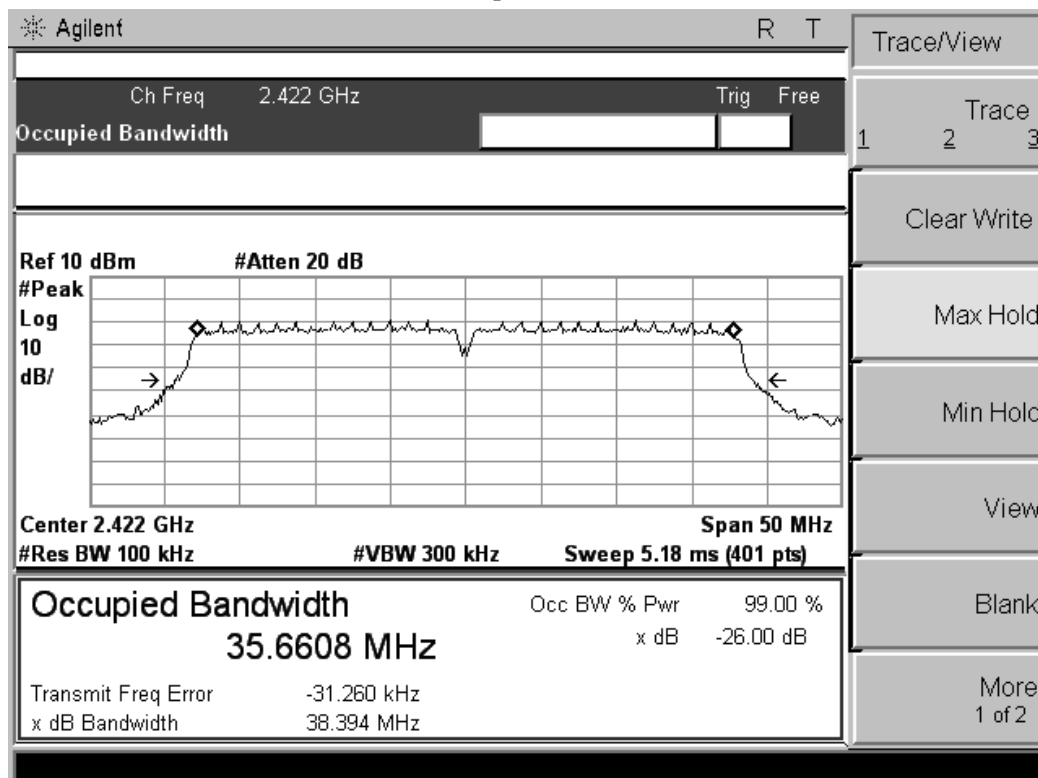 Agilent R T
Trace/View
Ch Freq 2.422 GHz Trig Free
Occupied Bandwidth
Trace
1 2 3
Clear Write
Ref 10 dBm #Atten 20 dB
#Peak
Log
10
dB/
Max Hold
Min Hold
View
Center 2.422 GHz Span 50 MHz
#Res BW 100 kHz #VBW 300 kHz Sweep 5.18 ms (401 pts)
Occupied Bandwidth
35.6608 MHz
Occ BW % Pwr 99.00 %
x dB -26.00 dB
Blank
Transmit Freq Error -31.260 kHz
x dB Bandwidth 38.394 MHz
More
1 of 2